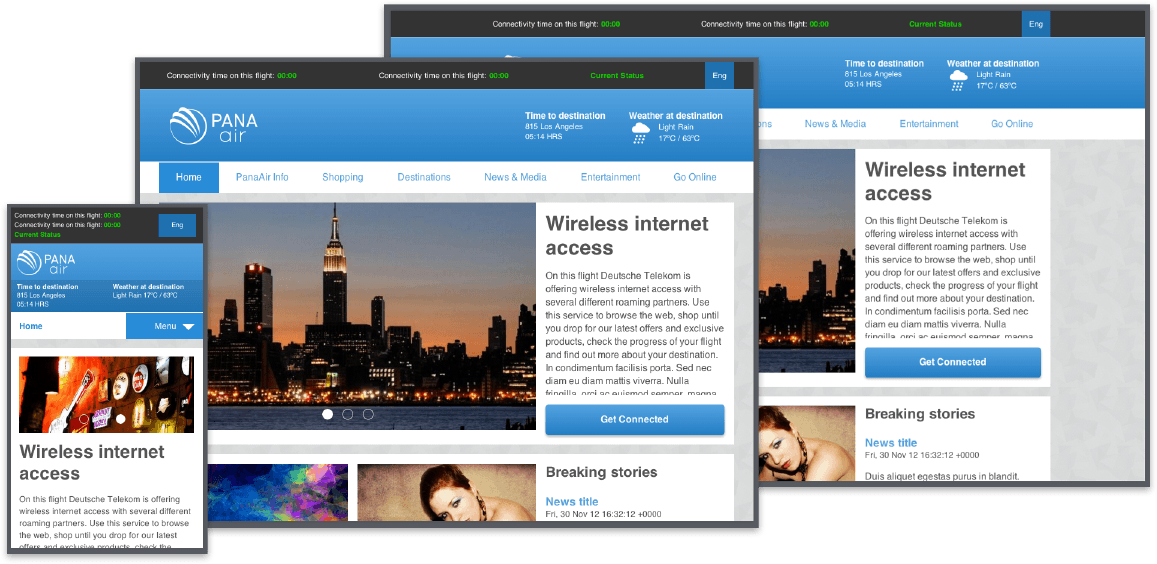 Connectivity time on this flight: 00:00
Connectivity time on this flight: 00:00
Current Status
Eng
Time to destination
815 Los Angeles
05:14 HRS
Weather at destination
Light Rain
17°C / 63°C
News & Media
Entertainment
Go Online
Wireless internet
access
On this flight Deutsche Telekom is
offering wireless internet access with
several different roaming partners. Use
this service to browse the web, shop until
you drop for our latest offers and exclusive
products, check the progress of your flight
and find out more about your destination.
In condimentum facilisis porta. Sed nec
diam eu diam mattis viverra. Nulla
fringilla, orci ac euismod semper, magna
Get Connected
Breaking stories
News title
Fri, 30 Nov 12 16:32:12 +0000
Duis aliquet egestas purus in blandit.
Connectivity time on this flight: 00:00
Connectivity time on this flight: 00:00
Current Status
Eng
PANA
air
Time to destination
815 Los Angeles
05:14 HRS
Weather at destination
Light Rain
17°C / 63°C
Home
PanaAir Info
Shopping
Destinations
News & Media
Entertainment
Go Online
Wireless internet
access
On this flight Deutsche Telekom is
offering wireless internet access with
several different roaming partners. Use
this service to browse the web, shop until
you drop for our latest offers and exclusive
products, check the progress of your flight
and find out more about your destination.
In condimentum facilisis porta. Sed nec
diam eu diam mattis viverra. Nulla
fringilla, orci ac euismod semper, magna
Get Connected
Breaking stories
News title
Fri, 30 Nov 12 16:32:12 +0000
Connectivity time on this flight: 00:00
Connectivity time on this flight: 00:00
Current Status
Eng
PANA
air
Time to destination
815 Los Angeles
05:14 HRS
Weather at destination
Light Rain 17°C / 63°C
Home
Menu
Wireless internet
access
On this flight Deutsche Telekom is offering
wireless internet access with several different
roaming partners. Use this service to browse
the web, shop until you drop for our latest
offers and exclusive products, check the